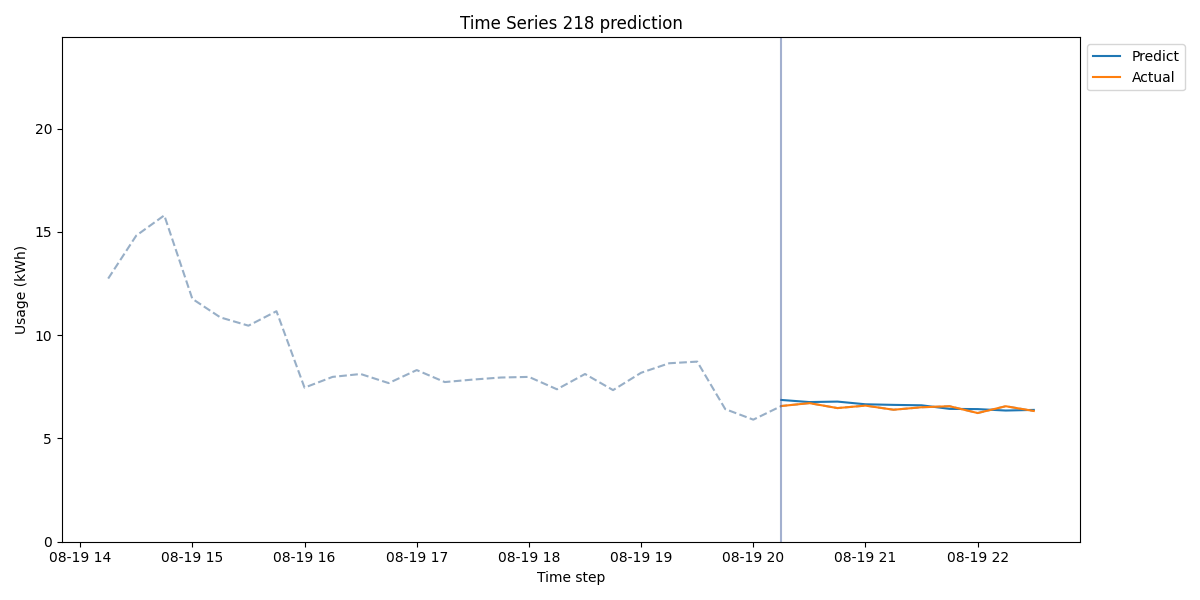 Time Series 218 prediction
Predict
Actual
Usage (kWh)
20
15
10
5
0
08-19 14 08-19 15 08-19 16 08-19 17 08-19 18 08-19 19 08-19 20 08-19 21 08-19 22
Time step